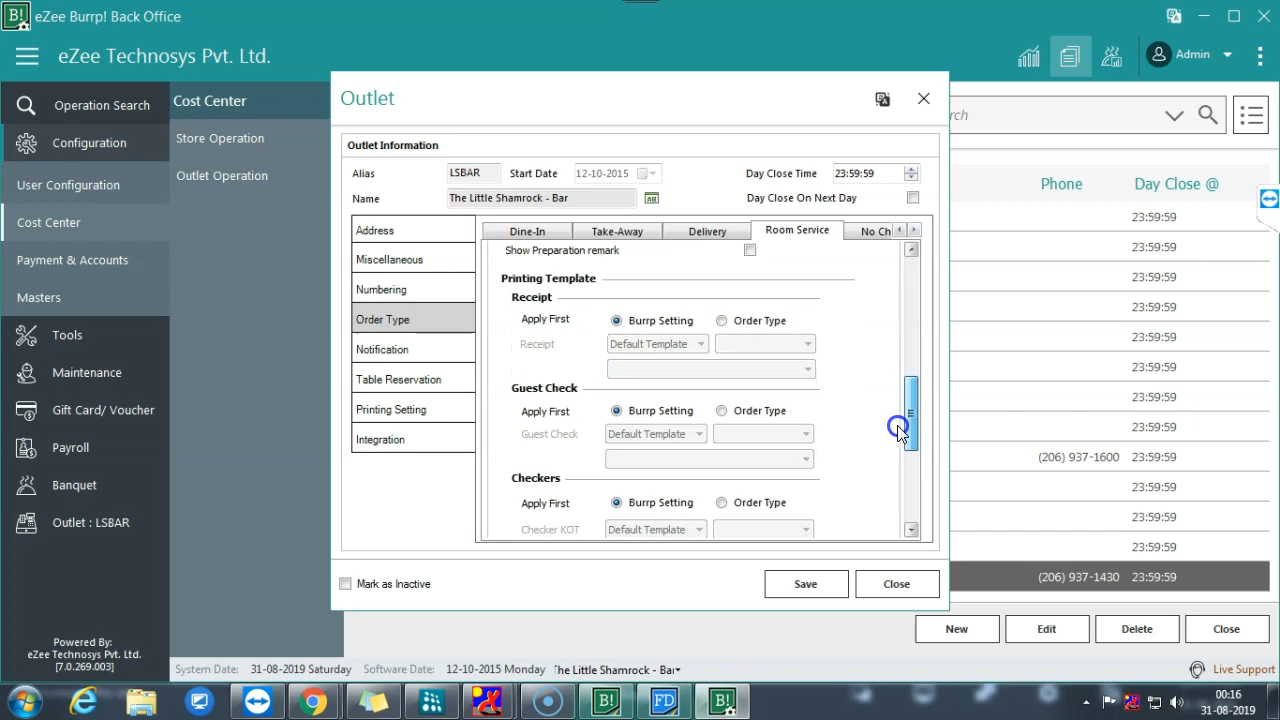 B! eZee Burrp! Back Office
eZee Technosys Pvt. Ltd.
Admin
Operation Search
Configuration
User Configuration
Cost Center
Payment & Accounts
Masters
Tools
Maintenance
Gift Card/ Voucher
Payroll
Banquet
Outlet : LSBAR
Powered By:
eZee Technosys Pvt. Ltd.
[7.0.269.003]
Cost Center
Store Operation
Outlet Operation
Outlet
Outlet Information
Alias LSBAR Start Date 12-10-2015 Day Close Time 23:59:59
Name The Little Shamrock - Bar Day Close On Next Day
Address
Miscellaneous
Numbering
Order Type
Notification
Table Reservation
Printing Setting
Integration
Dine-In Take-Away Delivery Room Service No Ch
Show Preparation remark
Printing Template
Receipt
Apply First Burrp Setting Order Type
Receipt Default Template
Guest Check
Apply First Burrp Setting Order Type
Guest Check Default Template
Checkers
Apply First Burrp Setting Order Type
Checker KOT Default Template
Mark as Inactive Save Close
rch
Phone Day Close @
23:59:59
23:59:59
23:59:59
23:59:59
23:59:59
23:59:59
23:59:59
23:59:59
(206) 937-1600 23:59:59
23:59:59
23:59:59
23:59:59
(206) 937-1430 23:59:59
New Edit Delete Close
System Date: 31-08-2019 Saturday Software Date: 12-10-2015 Monday The Little Shamrock - Bar Live Support
B! FD B!
00:16
31-08-2019